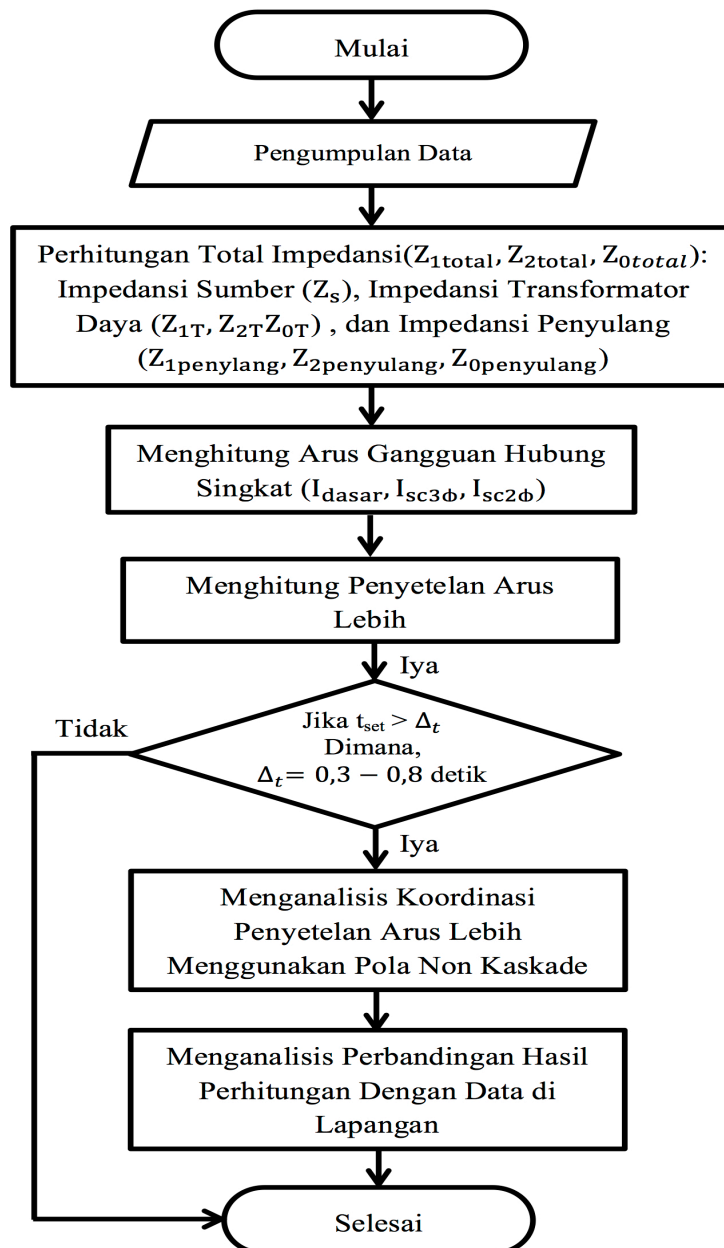 Mulai
Pengumpulan Data
Perhitungan Total Impedansi(Z₁total, Z₂total, Z₀total):
Impedansi Sumber (Zₛ), Impedansi Transformator
Daya (Z₁T, Z₂TZ₀T) , dan Impedansi Penyulang
(Z₁penylang, Z₂penyulang, Z₀penyulang)
Menghitung Arus Gangguan Hubung
Singkat (Idasar, Isc3ф, Isc2ф)
Menghitung Penyetelan Arus
Lebih
Iya
Tidak
Jika tset > Δt
Dimana,
Δt = 0,3 − 0,8 detik
Iya
Menganalisis Koordinasi
Penyetelan Arus Lebih
Menggunakan Pola Non Kaskade
Menganalisis Perbandingan Hasil
Perhitungan Dengan Data di
Lapangan
Selesai